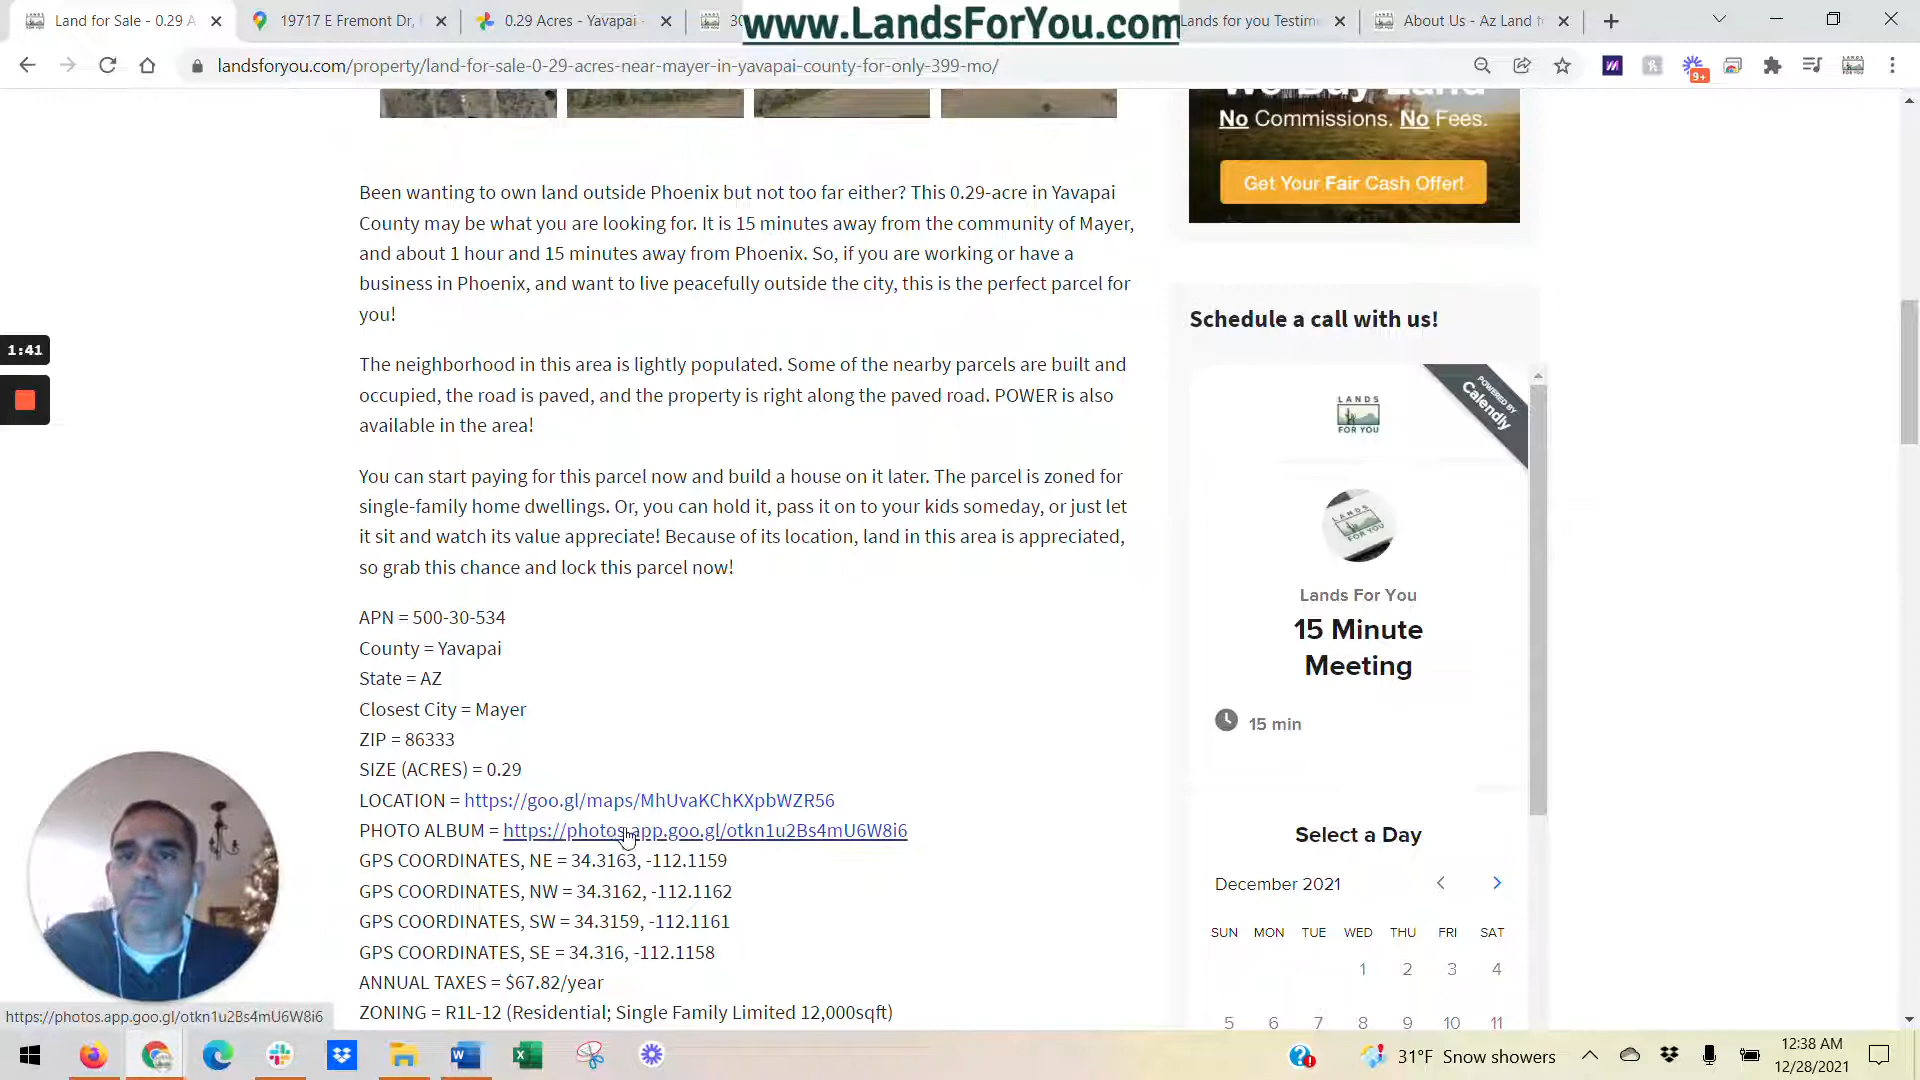 Land for Sale - 0.29 A
19717 E Fremont Dr,
0.29 Acres - Yavapai
30
www.LandsForYou.com
Lands for you Testim
About Us - Az Land
landsforyou.com/property/land-for-sale-0-29-acres-near-mayer-in-yavapai-county-for-only-399-mo/
9+
We Buy Land
No Commissions. No Fees.
Get Your Fair Cash Offer!
Been wanting to own land outside Phoenix but not too far either? This 0.29-acre in Yavapai
County may be what you are looking for. It is 15 minutes away from the community of Mayer,
and about 1 hour and 15 minutes away from Phoenix. So, if you are working or have a
business in Phoenix, and want to live peacefully outside the city, this is the perfect parcel for
you!
1:41
The neighborhood in this area is lightly populated. Some of the nearby parcels are built and
occupied, the road is paved, and the property is right along the paved road. POWER is also
available in the area!
You can start paying for this parcel now and build a house on it later. The parcel is zoned for
single-family home dwellings. Or, you can hold it, pass it on to your kids someday, or just let
it sit and watch its value appreciate! Because of its location, land in this area is appreciated,
so grab this chance and lock this parcel now!
APN = 500-30-534
County = Yavapai
State = AZ
Closest City = Mayer
ZIP = 86333
SIZE (ACRES) = 0.29
LOCATION = https://goo.gl/maps/MhUvaKChKXpbWZR56
PHOTO ALBUM = https://photos.app.goo.gl/otkn1u2Bs4mU6W8i6
GPS COORDINATES, NE = 34.3163, -112.1159
GPS COORDINATES, NW = 34.3162, -112.1162
GPS COORDINATES, SW = 34.3159, -112.1161
GPS COORDINATES, SE = 34.316, -112.1158
ANNUAL TAXES = $67.82/year
ZONING = R1L-12 (Residential; Single Family Limited 12,000sqft)
Schedule a call with us!
POWERED BY
Calendly
LANDS
FOR YOU
LANDS
FOR YOU
Lands For You
15 Minute
Meeting
15 min
Select a Day
December 2021
SUN MON TUE WED THU FRI SAT
1 2 3 4
5 6 7 8 9 10 11
https://photos.app.goo.gl/otkn1u2Bs4mU6W8i6
31°F Snow showers
12:38 AM
12/28/2021